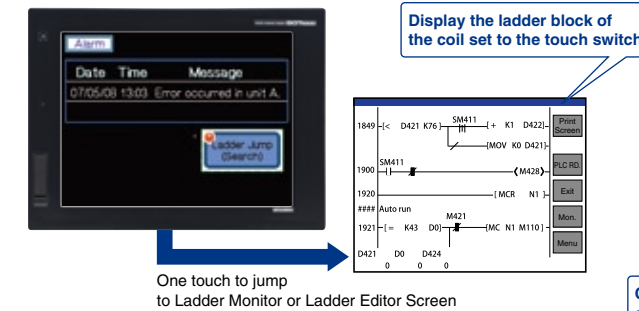 Display the ladder block of
the coil set to the touch switch
Alarm
Date Time Message
07/05/08 13:03 Error occurred in unit A.
Ladder Jump
(Search)
1849 [< D421 K76 ] SM411 [+ K1 D422]
[MOV K0 D421]
1900 SM411 (M428)
1920 [ MCR N1 ]
#### Auto run
1921 [ = K43 D0] M421 [MC N1 M110 ]
D421 D0 D424
0 0 0
Print
Screen
PLC RD.
Exit
Mon.
Menu
One touch to jump
to Ladder Monitor or Ladder Editor Screen